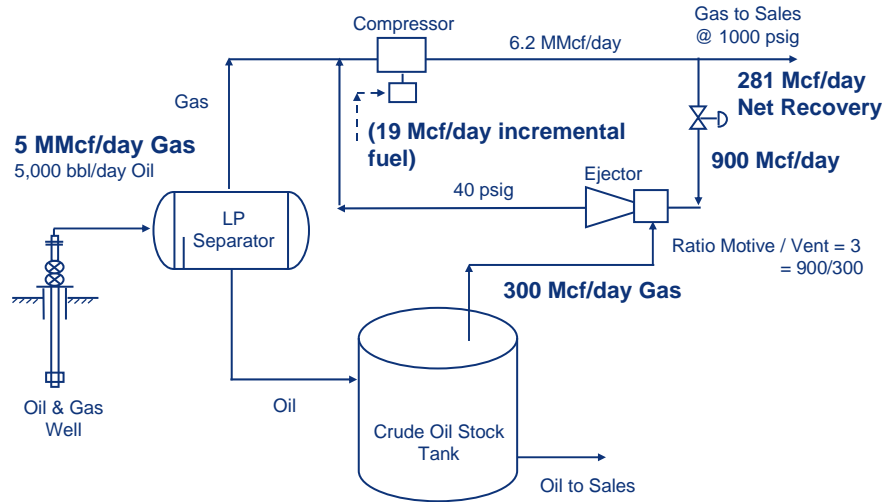 Compressor
Gas to Sales
@ 1000 psig
6.2 MMcf/day
281 Mcf/day
Net Recovery
Gas
(19 Mcf/day incremental
fuel)
5 MMcf/day Gas
5,000 bbl/day Oil
900 Mcf/day
Ejector
40 psig
LP
Separator
Ratio Motive / Vent = 3
= 900/300
300 Mcf/day Gas
Oil & Gas
Well
Oil
Crude Oil Stock
Tank
Oil to Sales